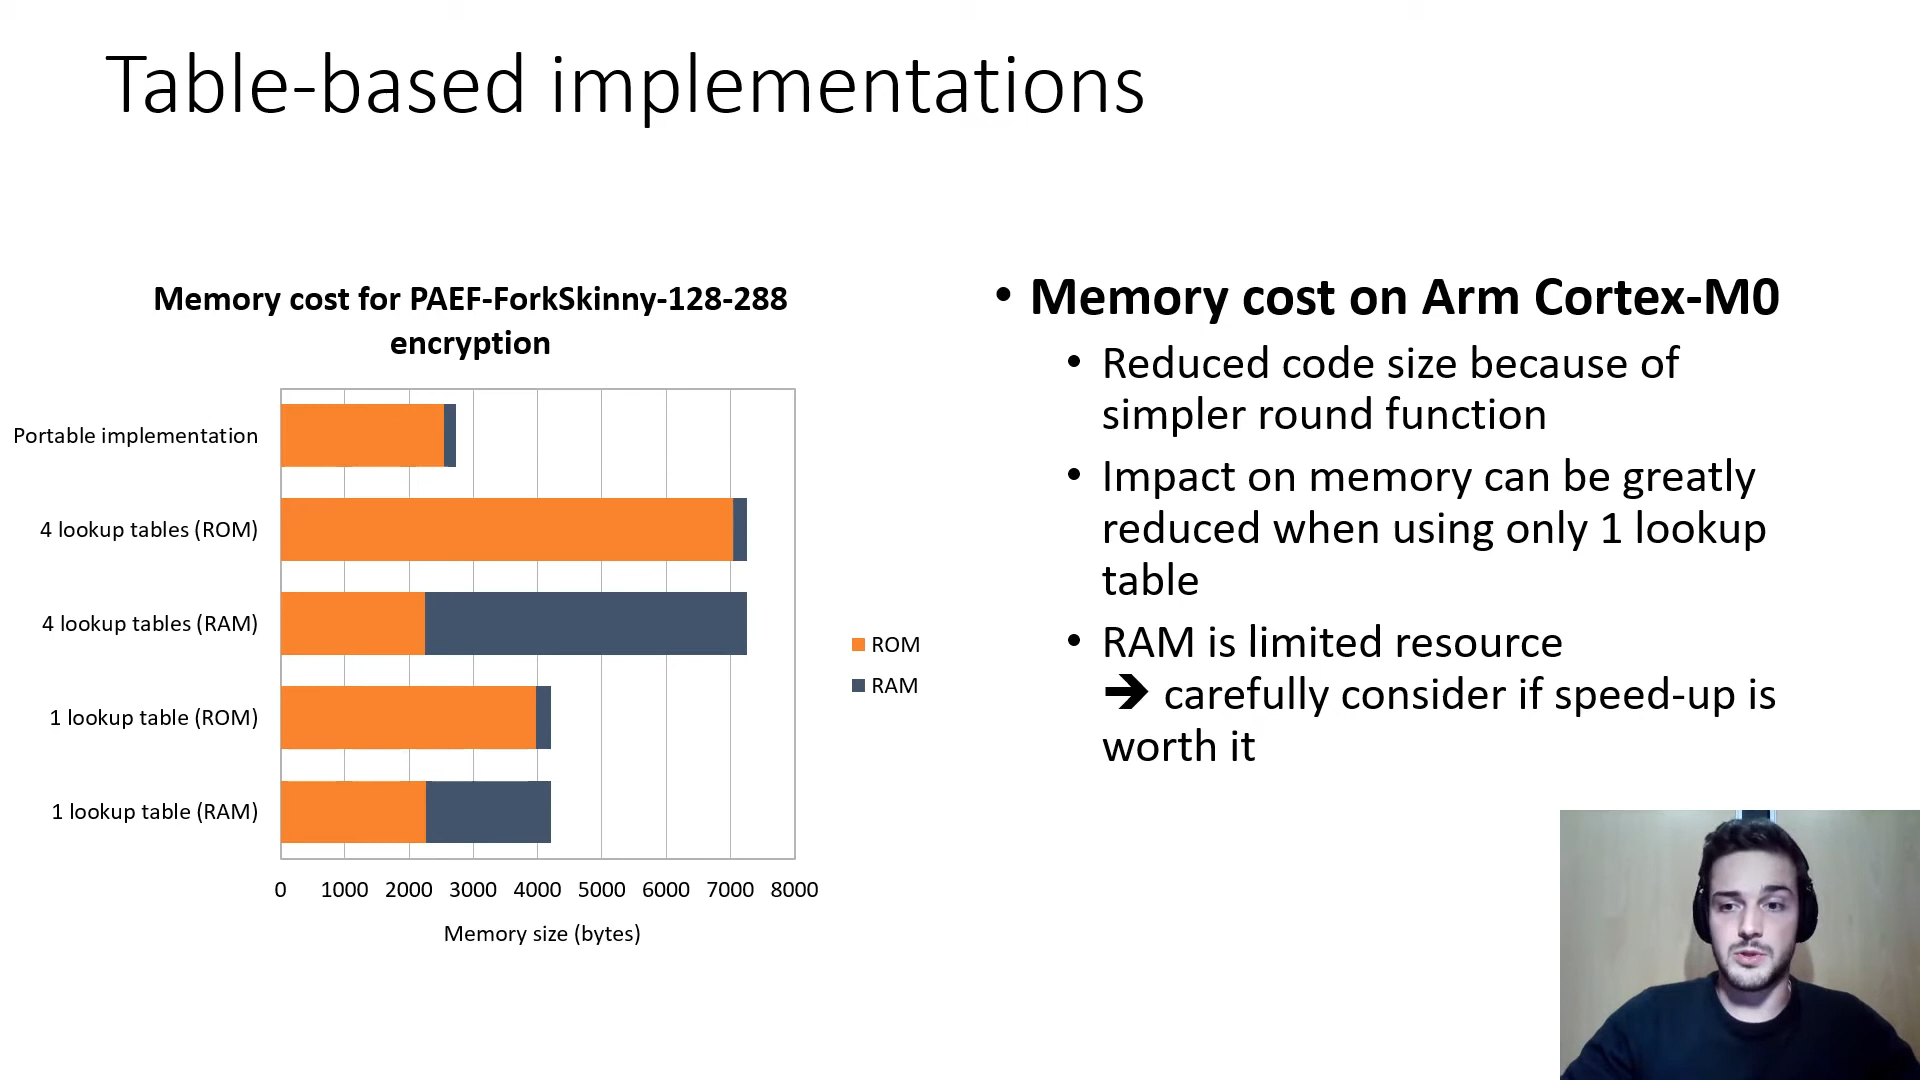 Table-based implementations
Memory cost for PAEF-ForkSkinny-128-288
encryption
Portable implementation
4 lookup tables (ROM)
4 lookup tables (RAM)
1 lookup table (ROM)
1 lookup table (RAM)
0 1000 2000 3000 4000 5000 6000 7000 8000
Memory size (bytes)
ROM
RAM
• Memory cost on Arm Cortex-M0
• Reduced code size because of
simpler round function
• Impact on memory can be greatly
reduced when using only 1 lookup
table
• RAM is limited resource
➔ carefully consider if speed-up is
worth it